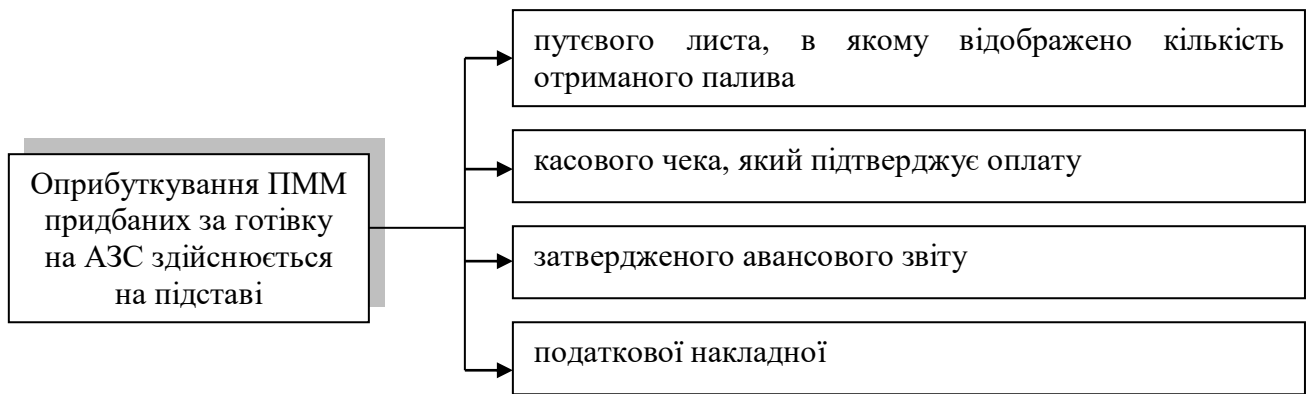 Оприбуткування ПММ
придбаних за готівку
на АЗС здійснюється
на підставі
путєвого листа, в якому відображено кількість
отриманого палива
касового чека, який підтверджує оплату
затвердженого авансового звіту
податкової накладної